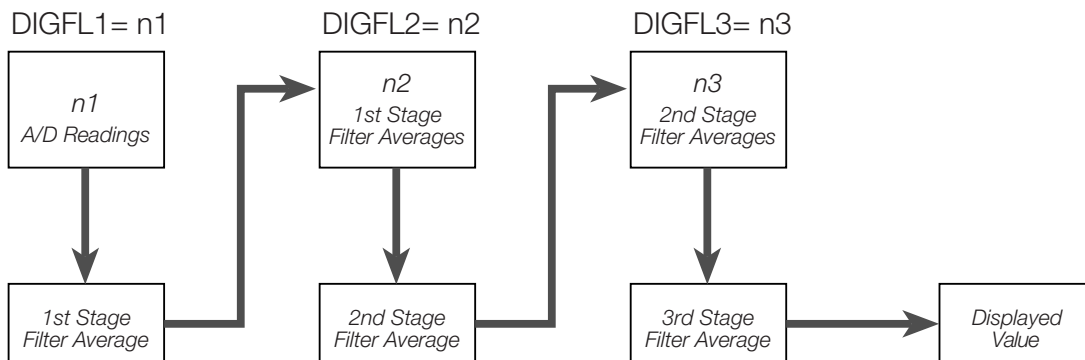 DIGFL1= n1
DIGFL2= n2
DIGFL3= n3
n1
A/D Readings
n2
1st Stage
Filter Averages
n3
2nd Stage
Filter Averages
1st Stage
Filter Average
2nd Stage
Filter Average
3rd Stage
Filter Average
Displayed
Value